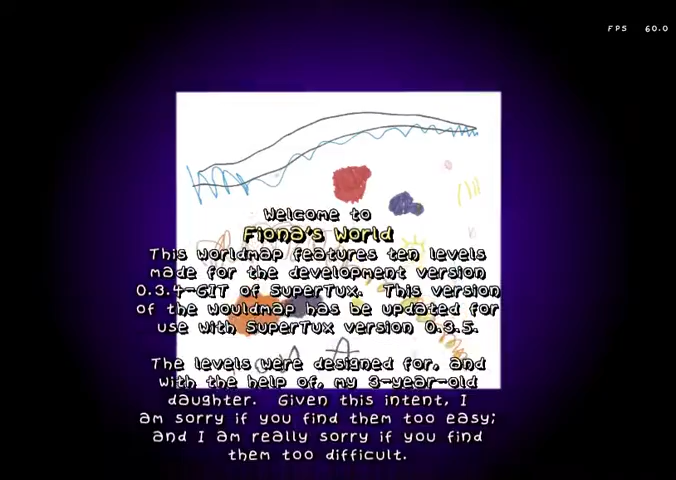 FPS 60.0
Welcome to
Fiona's World
This worldmap features ten levels
made for the development version
0.3.4-GIT of SuperTux. This version
of the wouldmap has be updated for
use with SuperTux version 0.3.5.
The levels were designed for, and
with the help of, my 3-year-old
daughter. Given this intent, I
am sorry if you find them too easy;
and I am really sorry if you find
them too difficult.